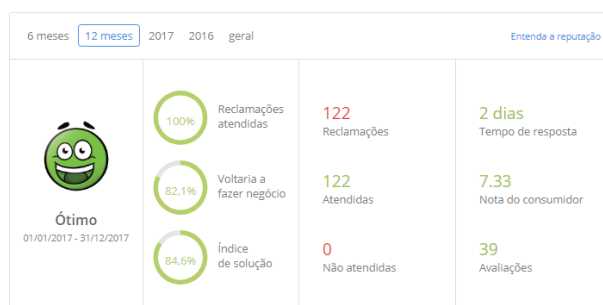 6 meses 12 meses 2017 2016 geral Entenda a reputação
Ótimo
01/01/2017 - 31/12/2017
100% Reclamações
atendidas
82,1% Voltaria a
fazer negócio
84,6% Índice
de solução
122
Reclamações
122
Atendidas
0
Não atendidas
2 dias
Tempo de resposta
7.33
Nota do consumidor
39
Avaliações